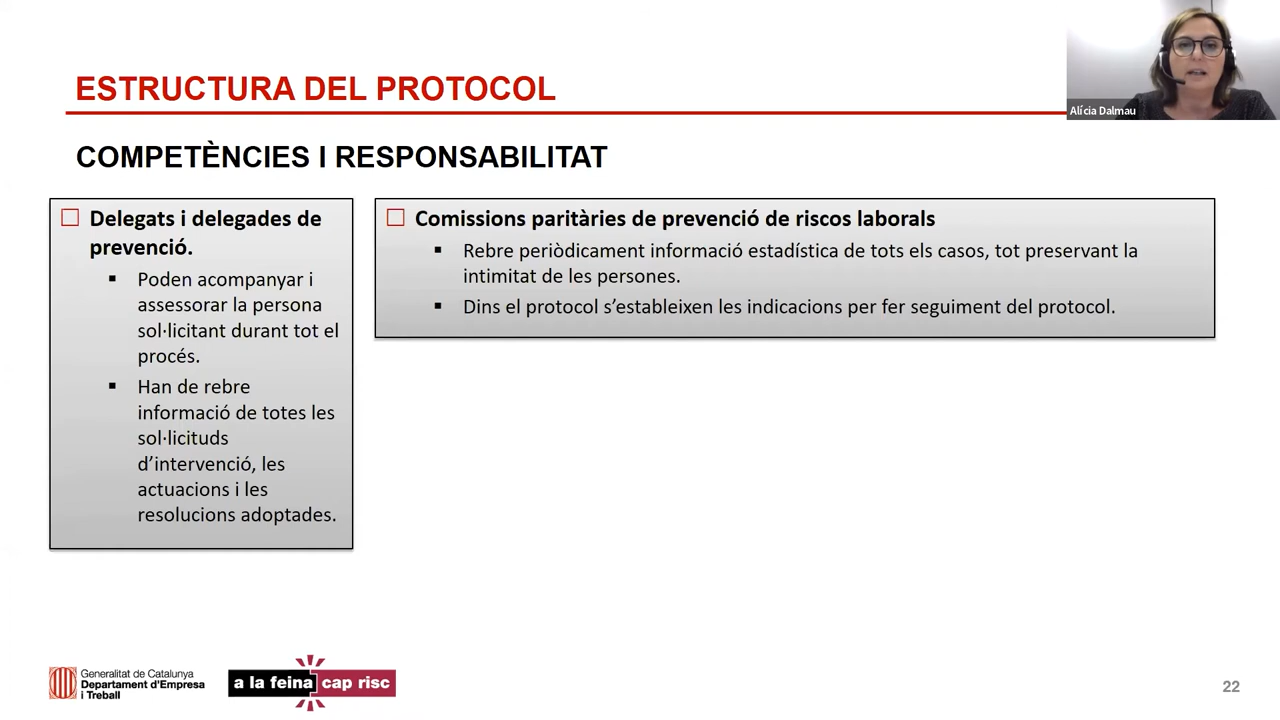 ESTRUCTURA DEL PROTOCOL
Alícia Dalmau
COMPETÈNCIES I RESPONSABILITAT
Delegats i delegades de
prevenció.
Poden acompanyar i
assessorar la persona
sol·licitant durant tot el
procés.
Han de rebre
informació de totes les
sol·licituds
d’intervenció, les
actuacions i les
resolucions adoptades.
Comissions paritàries de prevenció de riscos laborals
Rebre periòdicament informació estadística de tots els casos, tot preservant la
intimitat de les persones.
Dins el protocol s’estableixen les indicacions per fer seguiment del protocol.
Generalitat de Catalunya
Departament d’Empresa
i Treball
a la feina cap risc
22